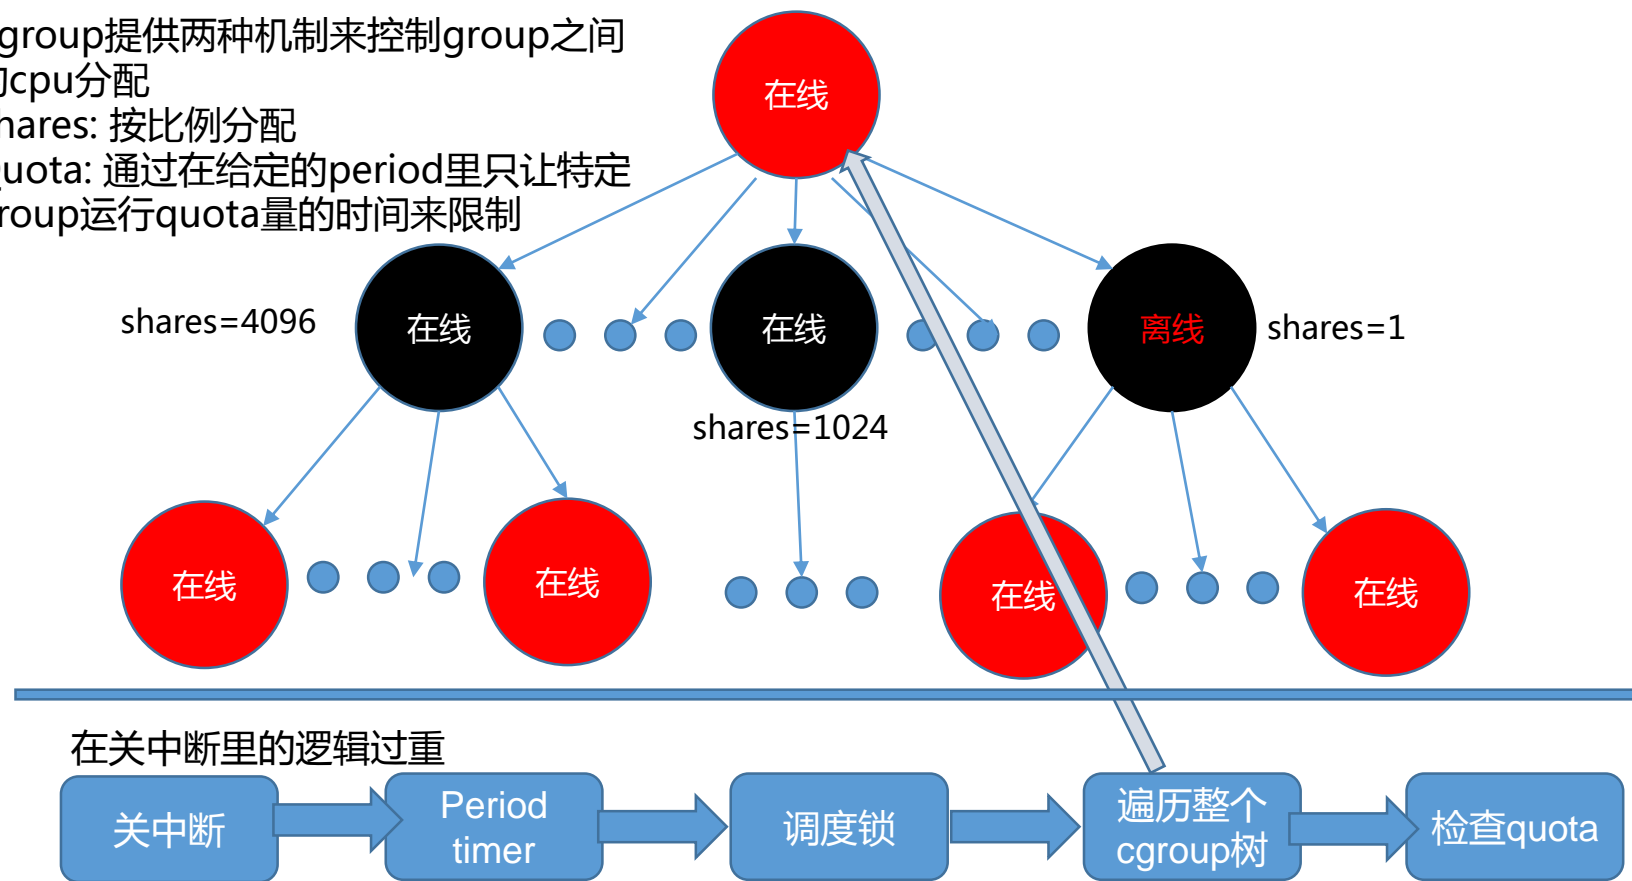 group提供两种机制来控制group之间
的cpu分配
hares: 按比例分配
quota: 通过在给定的period里只让特定
group运行quota量的时间来限制
在线
shares=4096
在线
在线
离线
shares=1
shares=1024
在线
在线
在线
在线
在关中断里的逻辑过重
关中断
Period
timer
调度锁
遍历整个
cgroup树
检查quota